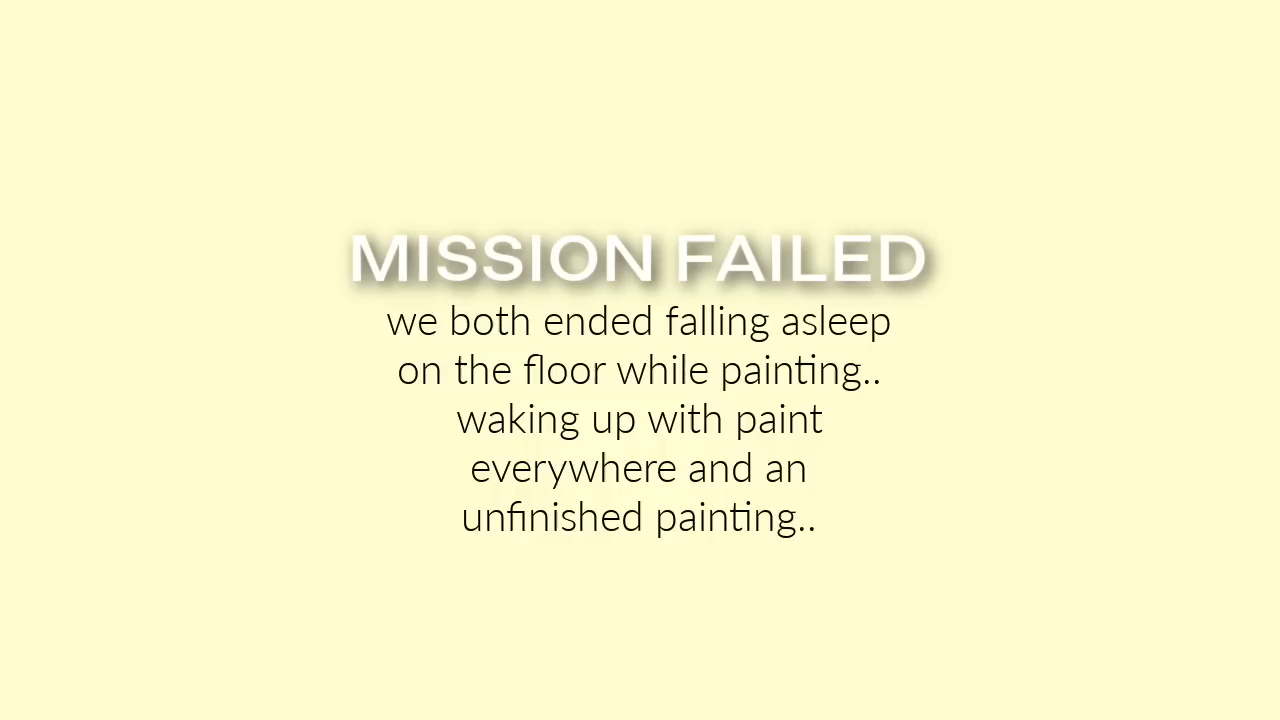 MISSION FAILED
we both ended falling asleep
on the floor while painting..
waking up with paint
everywhere and an
unfinished painting..